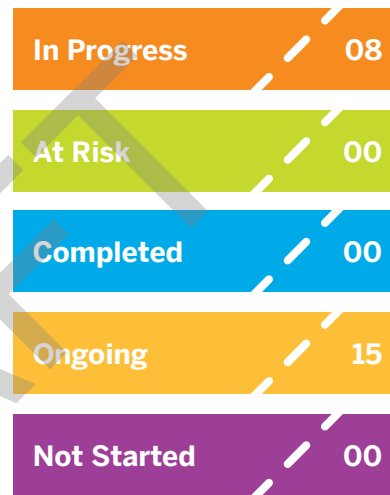 In Progress 08
At Risk 00
Completed 00
Ongoing 15
Not Started 00